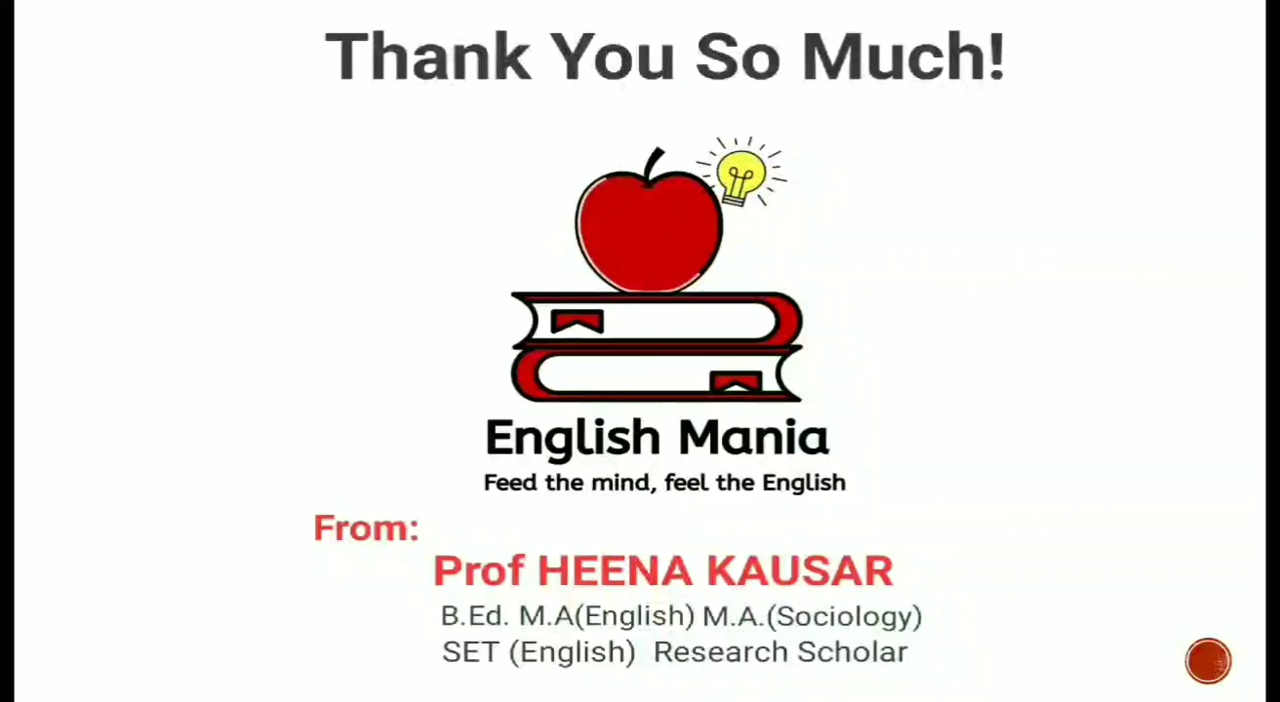 Thank You So Much!
English Mania
Feed the mind, feel the English
From:
Prof HEENA KAUSAR
B.Ed. M.A(English) M.A.(Sociology)
SET (English) Research Scholar